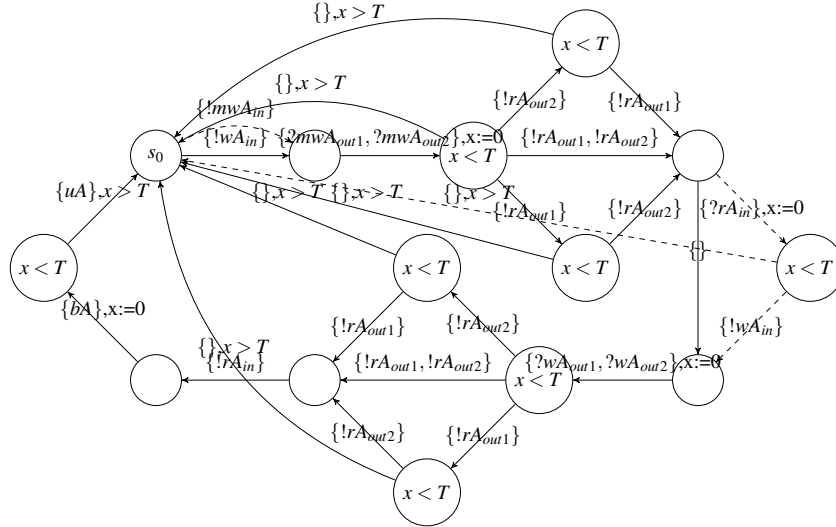 {},x > T
x < T
{},x > T
{!mwA_in}
{!rA_out2}
{!rA_out1}
{!wA_in}
{?mwA_out1, ?mwA_out2},x:=0
{!rA_out1, !rA_out2}
s_0
x < T
{uA},x > T
{},x > T
{},x > T
{},x > T
{!rA_out1}
{!rA_out2}
{?rA_in},x:=0
{}
x < T
x < T
x < T
x < T
{bA},x:=0
{!rA_out1}
{!rA_out2}
{!wA_in}
{},x > T
{!rA_in}
{!rA_out1, !rA_out2}
{?wA_out1, ?wA_out2},x:=0
x < T
{!rA_out2}
{!rA_out1}
x < T